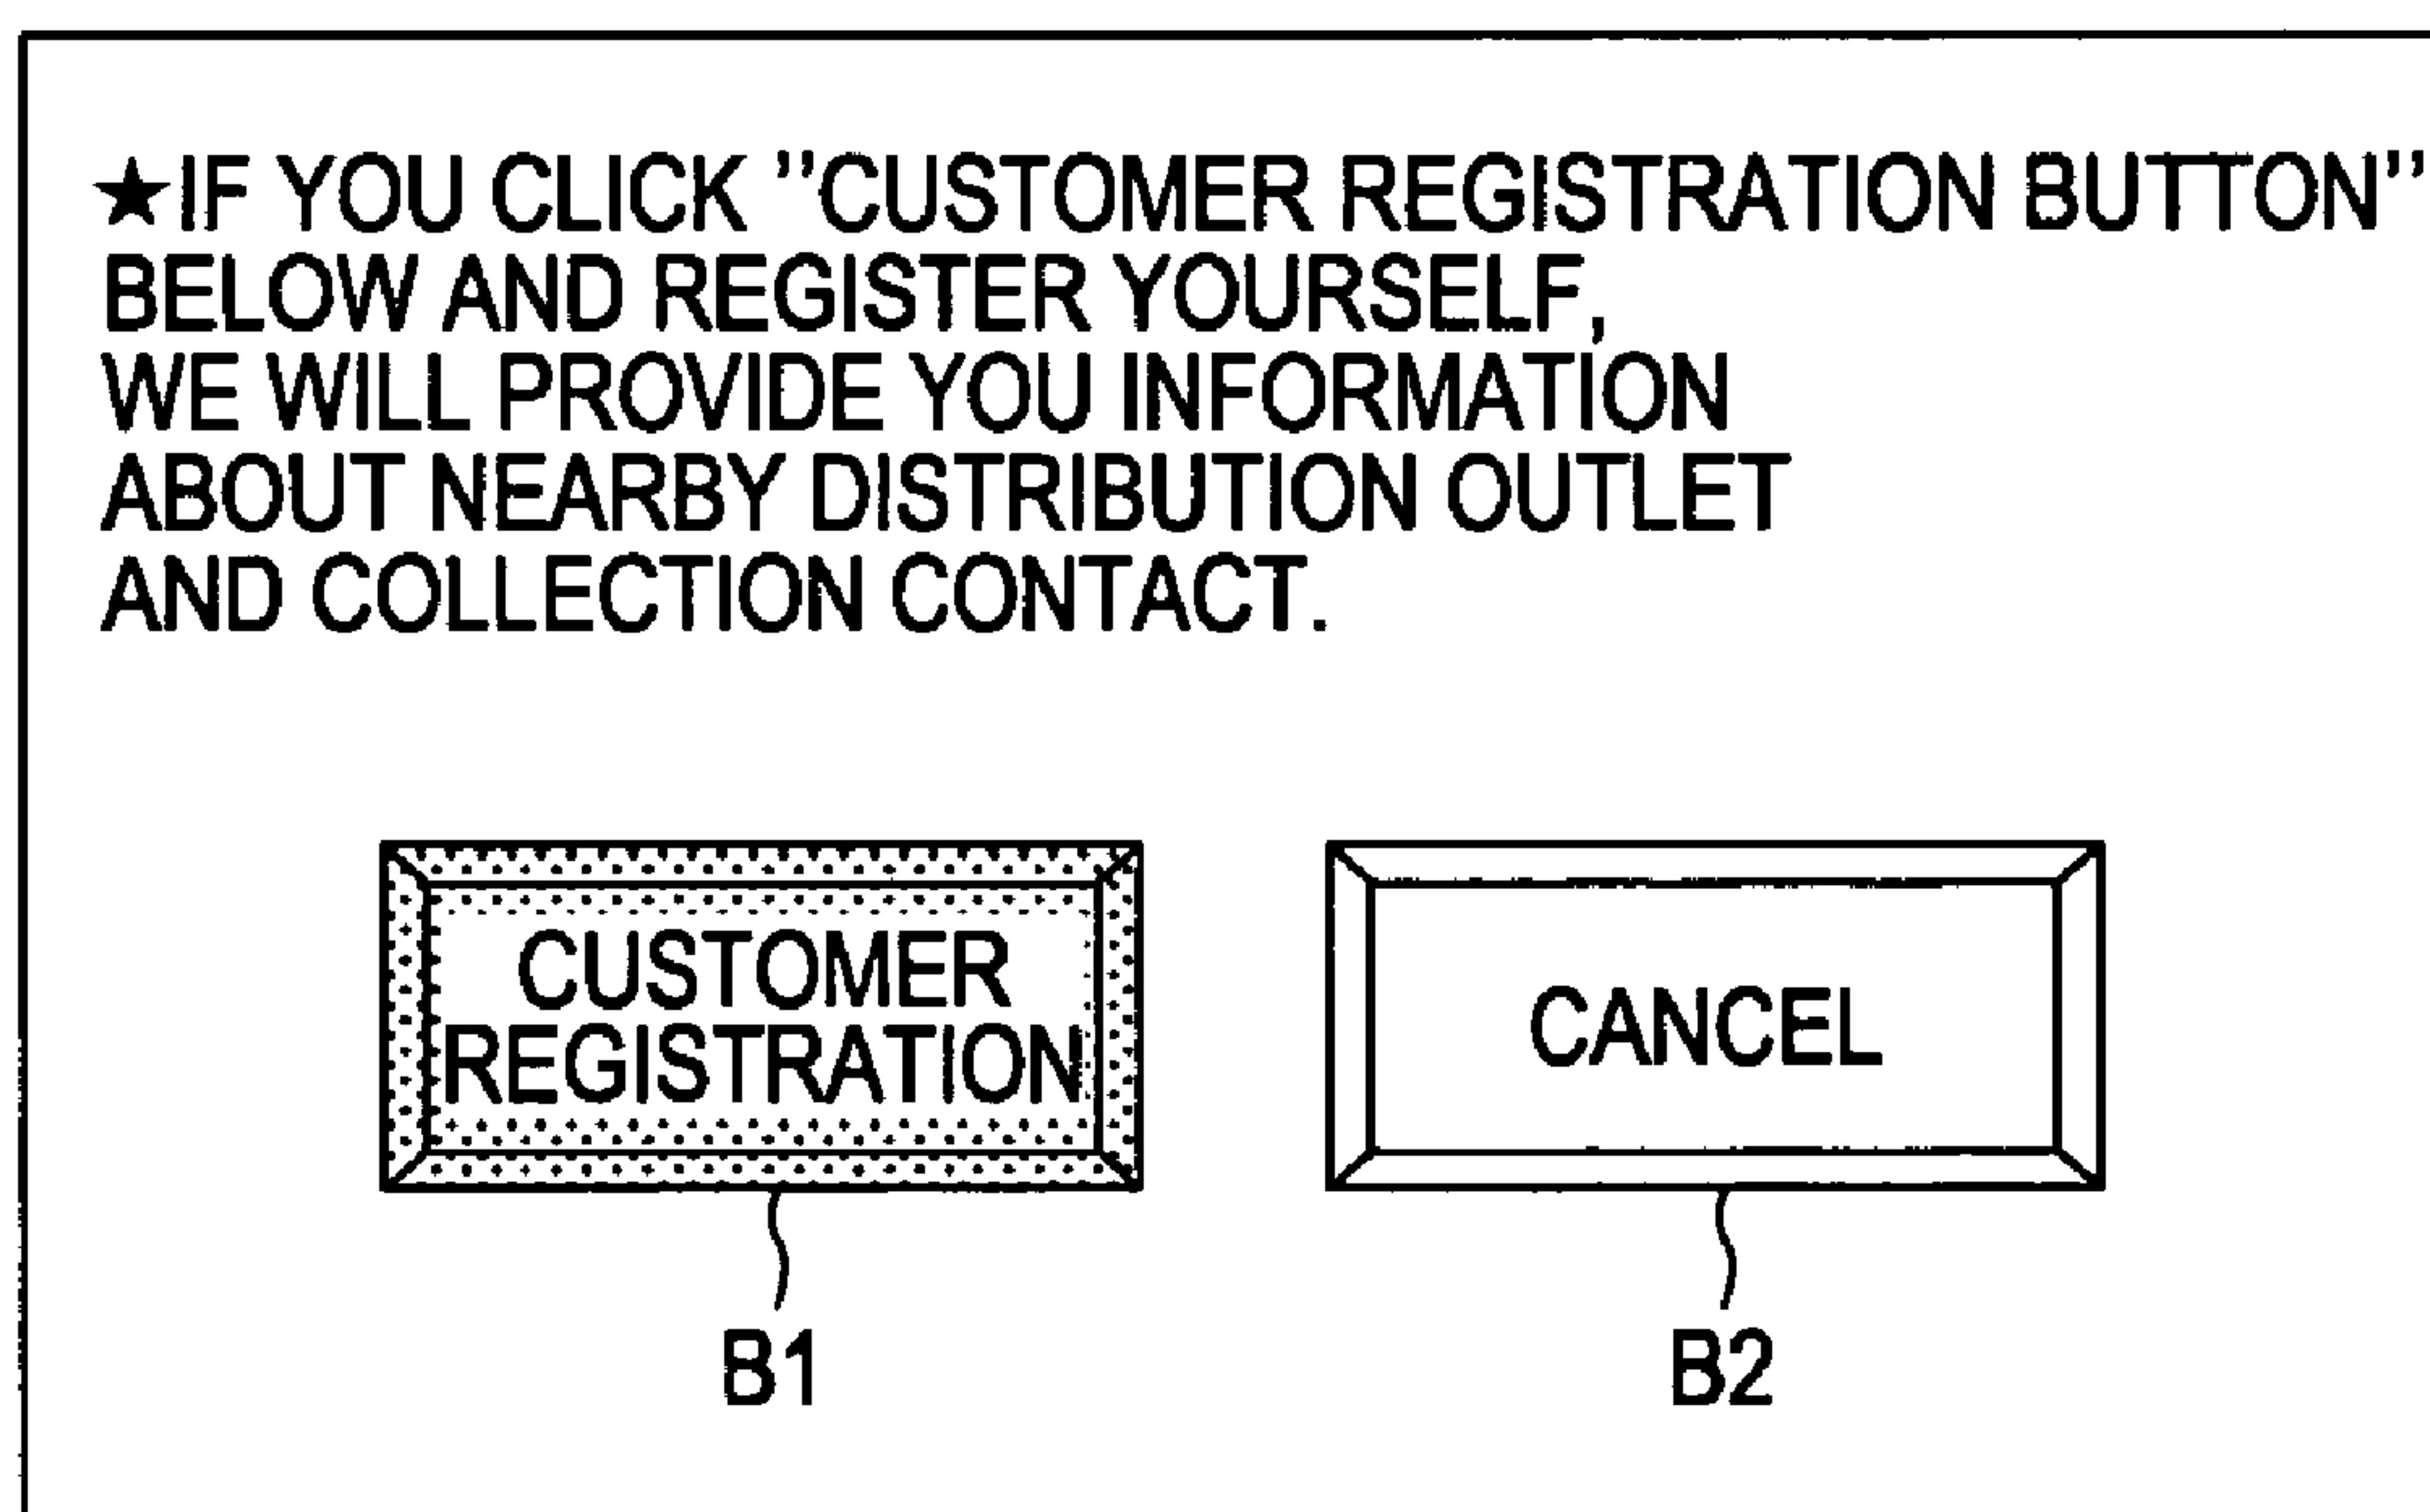 ★IF YOU CLICK "CUSTOMER REGISTRATION BUTTON"
BELOW AND REGISTER YOURSELF,
WE WILL PROVIDE YOU INFORMATION
ABOUT NEARBY DISTRIBUTION OUTLET
AND COLLECTION CONTACT.
CUSTOMER
REGISTRATION
CANCEL
B1
B2